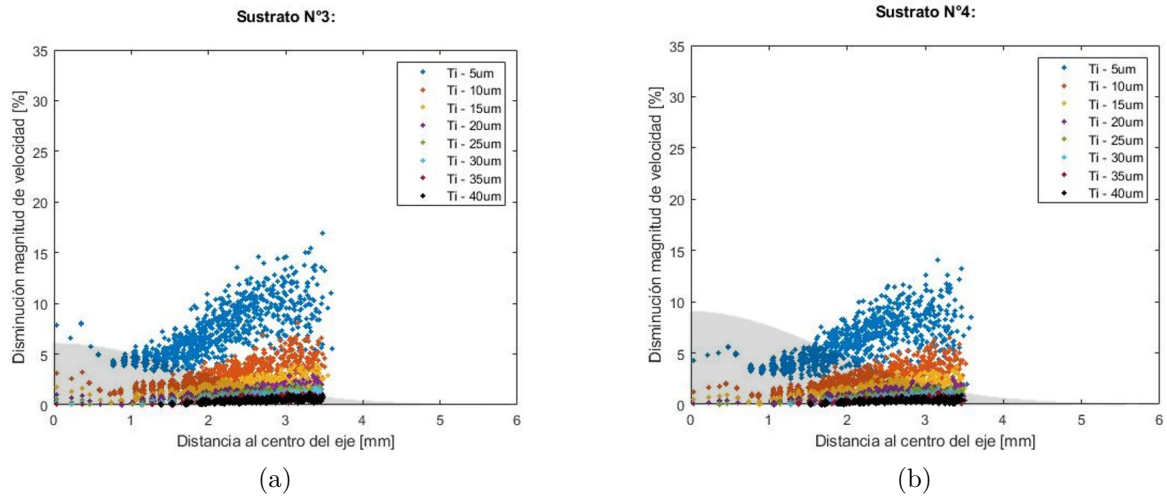 Sustrato N°3:
Disminución magnitud de velocidad [%]
35
30
25
20
15
10
5
0
Ti - 5um
Ti - 10um
Ti - 15um
Ti - 20um
Ti - 25um
Ti - 30um
Ti - 35um
Ti - 40um
0 1 2 3 4 5 6
Distancia al centro del eje [mm]
(a)
Sustrato N°4:
Disminución magnitud de velocidad [%]
35
30
25
20
15
10
5
0
Ti - 5um
Ti - 10um
Ti - 15um
Ti - 20um
Ti - 25um
Ti - 30um
Ti - 35um
Ti - 40um
0 1 2 3 4 5 6
Distancia al centro del eje [mm]
(b)